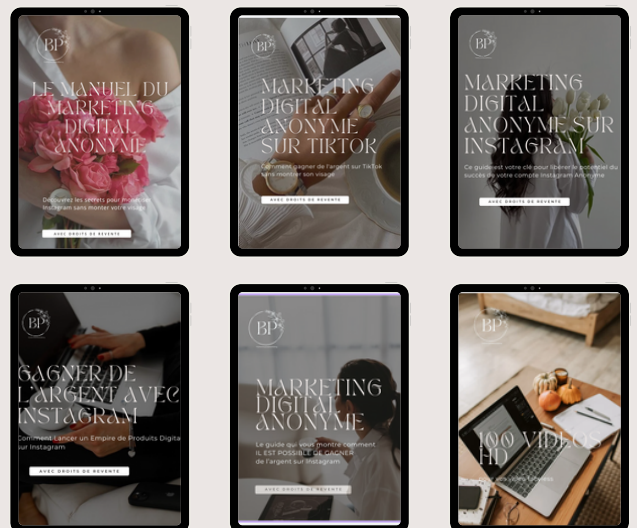 BP
LE MANUEL DU
MARKETING
DIGITAL
ANONYME
Découvrez les secrets pour monétiser
Instagram sans monter votre visage
AVEC DROITS DE REVENTE
BP
MARKETING
DIGITAL
ANONYME
SUR TIKTOK
Comment gagner de l'argent sur TikTok
sans montrer son visage
AVEC DROITS DE REVENTE
BP
MARKETING
DIGITAL
ANONYME SUR
INSTAGRAM
Ce guide est votre clé pour libérer le potentiel du
succès de votre compte Instagram Anonyme
AVEC DROITS DE REVENTE
BP
GAGNER DE
L'ARGENT AVEC
INSTAGRAM
Comment Lancer un Empire de Produits Digita
sur Instagram
AVEC DROITS DE REVENTE
BP
MARKETING
DIGITAL
ANONYME
Le guide qui vous montre comment
IL EST POSSIBLE DE GAGNER
de l'argent sur Instagram
AVEC DROITS DE REVENTE
BP
100 VIDEOS
HD
vos vidéos